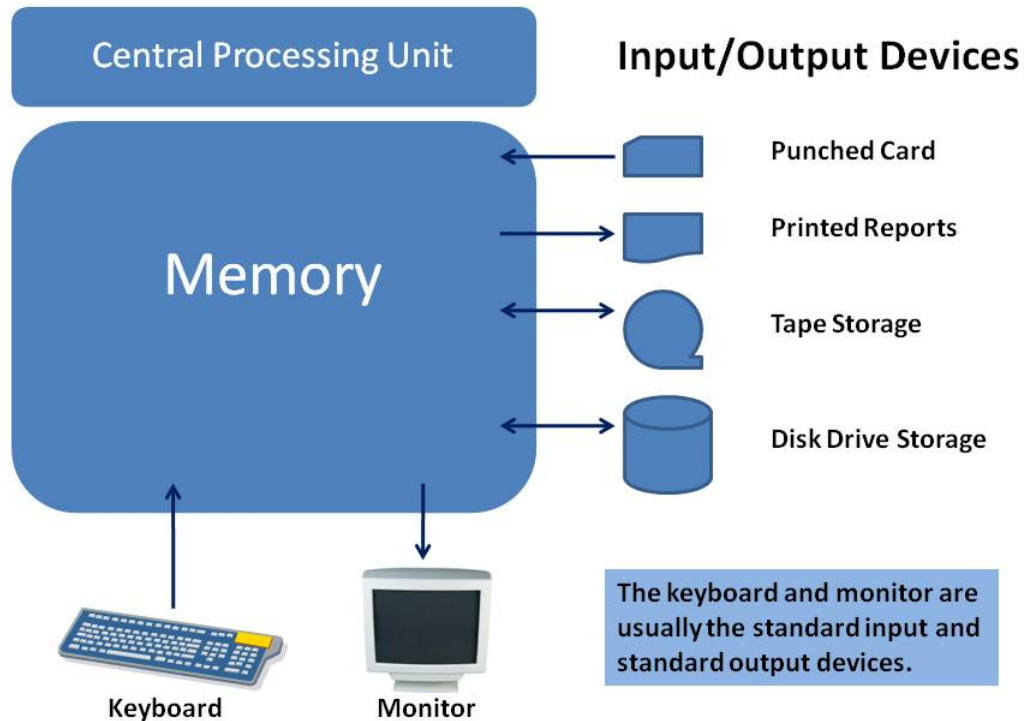 Central Processing Unit
Input/Output Devices
Memory
Punched Card
Printed Reports
Tape Storage
Disk Drive Storage
Keyboard
Monitor
The keyboard and monitor are
usually the standard input and
standard output devices.